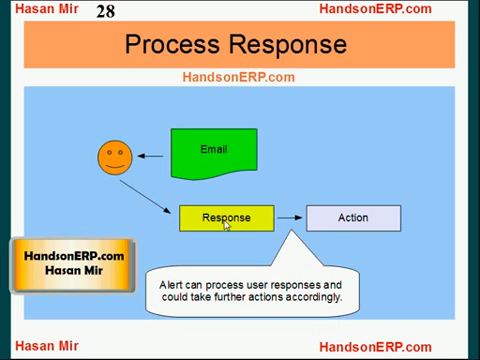 Hasan Mir 28 HandsonERP.com
Process Response
HandsonERP.com
Email
Response
Action
HandsonERP.com
Hasan Mir
Alert can process user responses and
could take further actions accordingly.
Hasan Mir HandsonERP.com